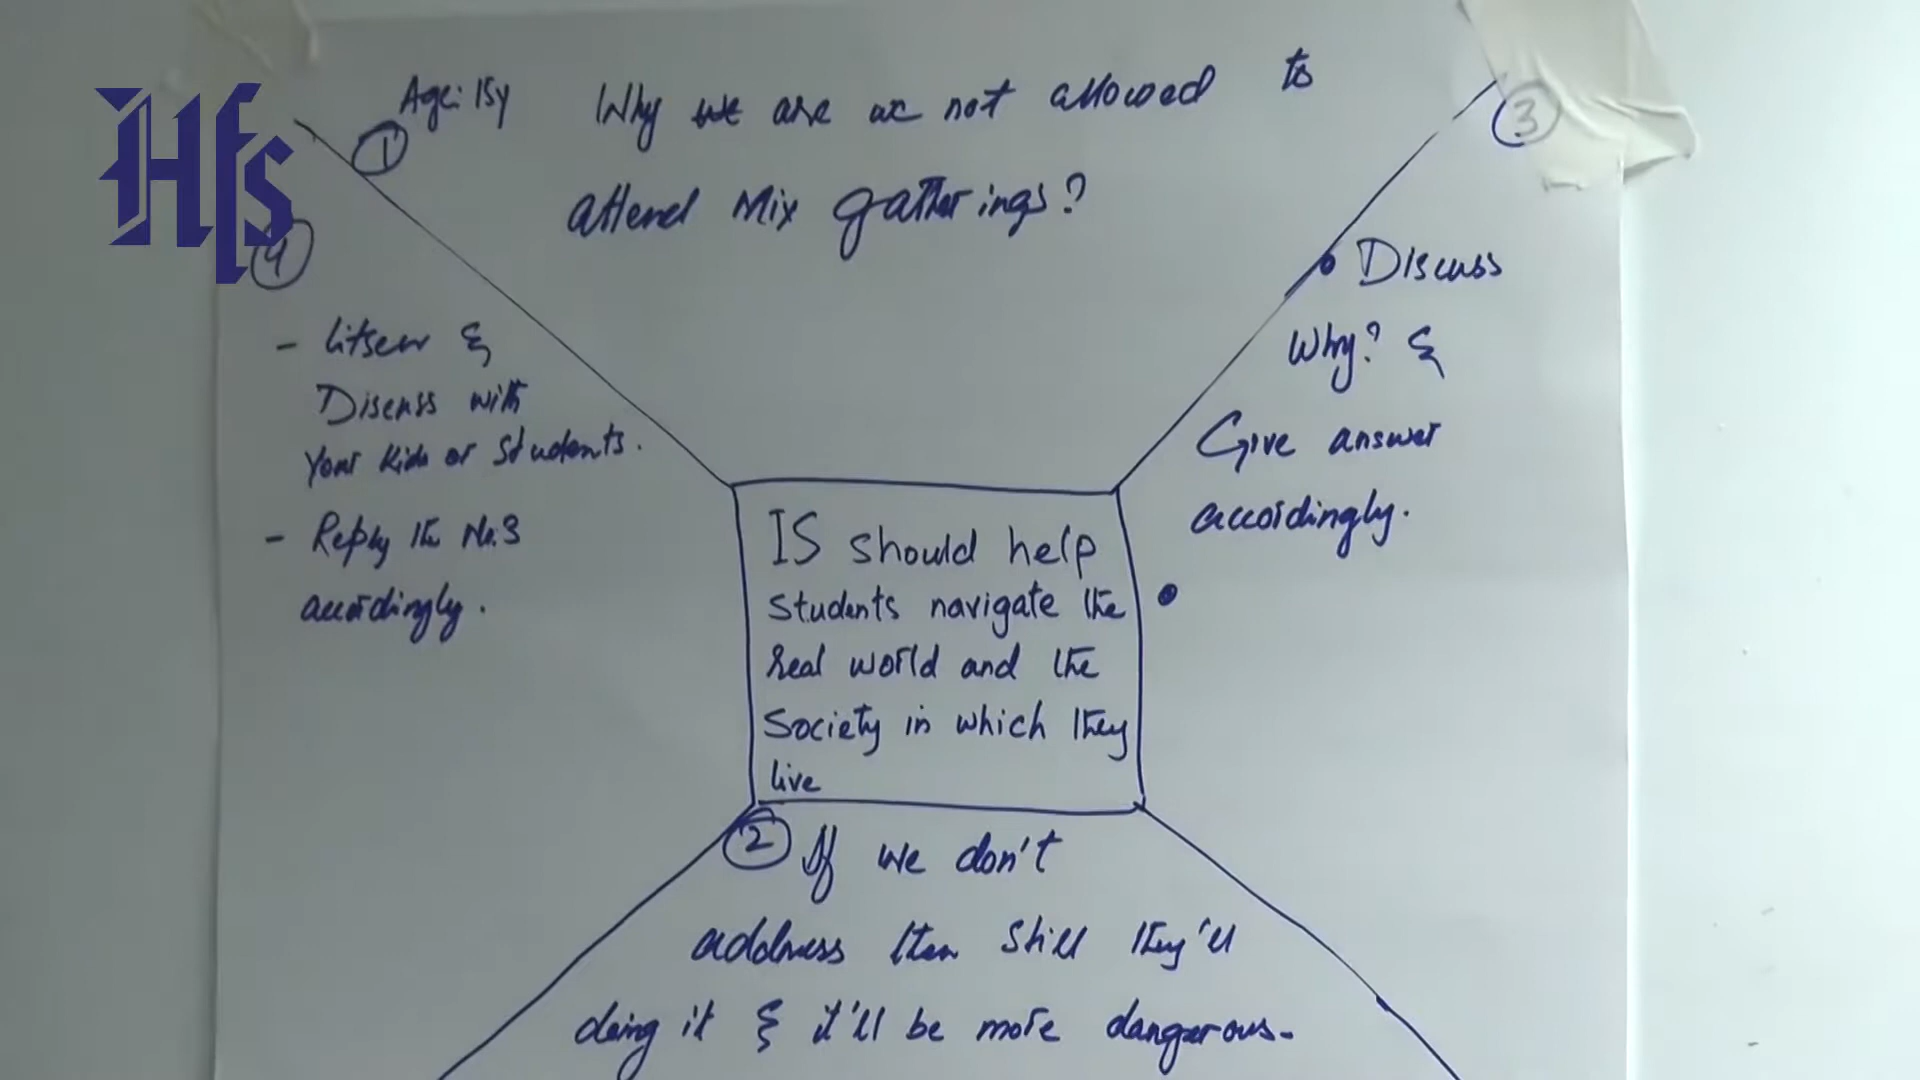 Hfs
① Age: 15y Why we are we not allowed to
attend Mix gatherings?
③
• Discuss
Why? &
Give answer
accordingly.
•
④
- litsen &
Discuss with
Your kids or Students.
- Reply the No.3
accordingly.
IS should help
students navigate the
real world and the
Society in which they
live
② If we don't
address then still they'll
doing it & it'll be more dangerous.